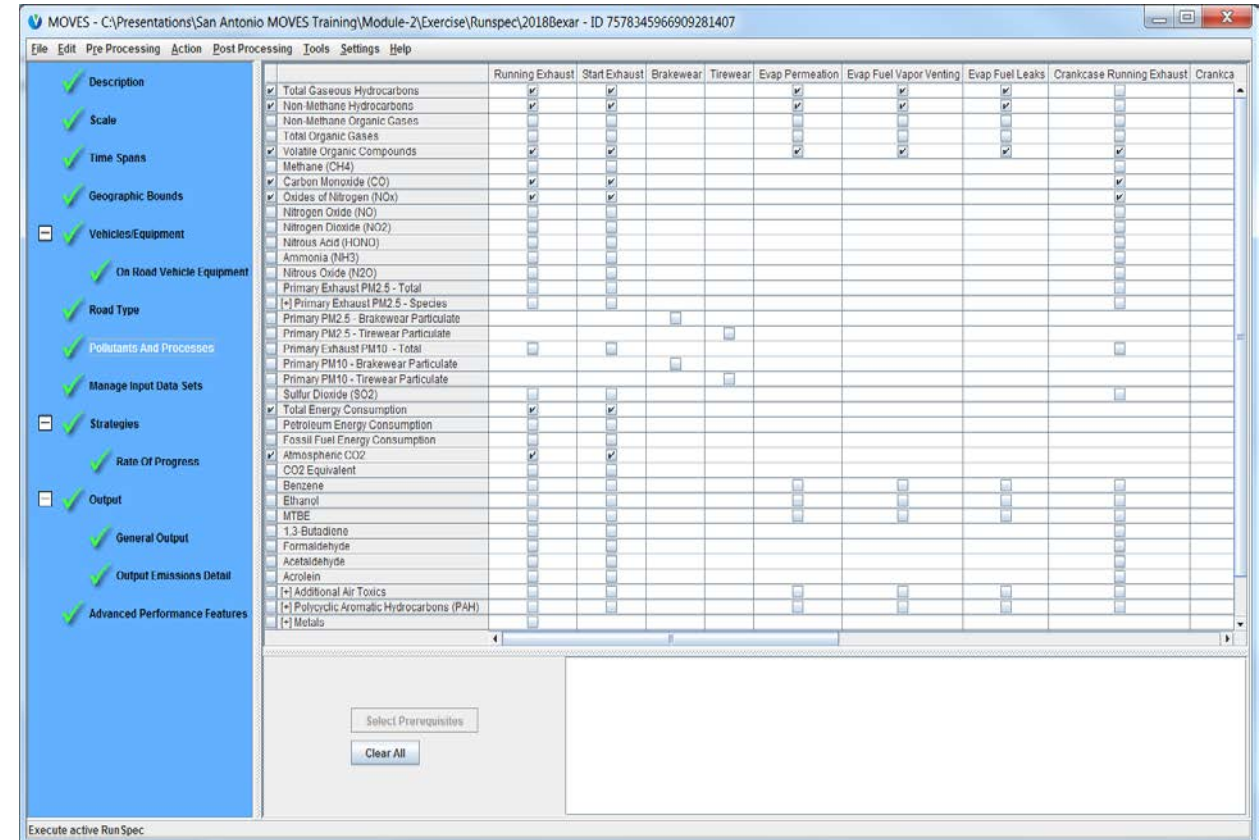 MOVES - C:\Presentations\San Antonio MOVES Training\Module-2\Exercise\Runspec\2018Bexar - ID 7578345966909281407
File Edit Pre Processing Action Post Processing Tools Settings Help
Description
Scale
Time Spans
Geographic Bounds
Vehicles/Equipment
On Road Vehicle Equipment
Road Type
Pollutants And Processes
Manage Input Data Sets
Strategies
Rate Of Progress
Output
General Output
Output Emissions Detail
Advanced Performance Features
Running Exhaust Start Exhaust Brakewear Tirewear Evap Permeation Evap Fuel Vapor Venting Evap Fuel Leaks Crankcase Running Exhaust Crankca
Total Gaseous Hydrocarbons
Non-Methane Hydrocarbons
Non-Methane Organic Gases
Total Organic Gases
Volatile Organic Compounds
Methane (CH4)
Carbon Monoxide (CO)
Oxides of Nitrogen (NOx)
Nitrogen Oxide (NO)
Nitrogen Dioxide (NO2)
Nitrous Acid (HONO)
Ammonia (NH3)
Nitrous Oxide (N2O)
Primary Exhaust PM2.5 - Total
[+] Primary Exhaust PM2.5 - Species
Primary PM2.5 - Brakewear Particulate
Primary PM2.5 - Tirewear Particulate
Primary Exhaust PM10 - Total
Primary PM10 - Brakewear Particulate
Primary PM10 - Tirewear Particulate
Sulfur Dioxide (SO2)
Total Energy Consumption
Petroleum Energy Consumption
Fossil Fuel Energy Consumption
Atmospheric CO2
CO2 Equivalent
Benzene
Ethanol
MTBE
1,3-Butadiene
Formaldehyde
Acetaldehyde
Acrolein
[+] Additional Air Toxics
[+] Polycyclic Aromatic Hydrocarbons (PAH)
[+] Metals
Select Prerequisites
Clear All
Execute active RunSpec